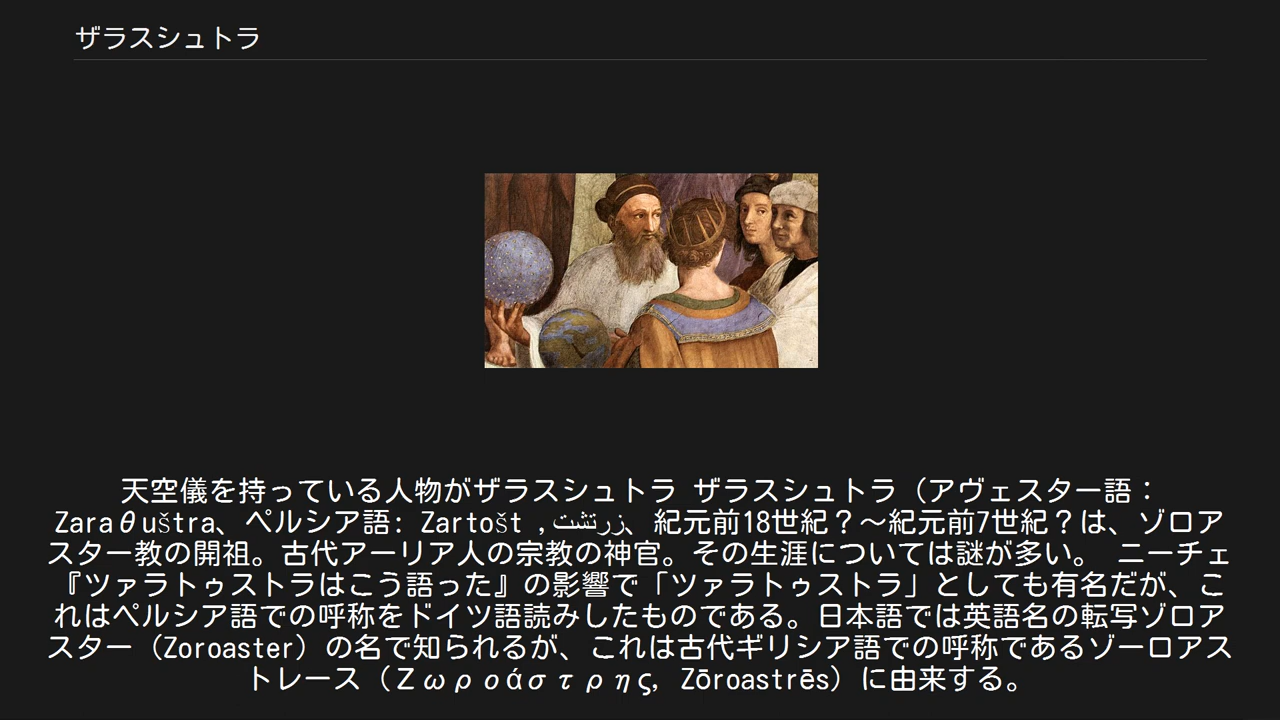 ザラスシュトラ
天空儀を持っている人物がザラスシュトラ ザラスシュトラ（アヴェスター語：
Zaraθuštra、ペルシア語: Zartošt ,زرتشت、紀元前18世紀？～紀元前7世紀？は、ゾロア
スター教の開祖。古代アーリア人の宗教の神官。その生涯については謎が多い。 ニーチェ
『ツァラトゥストラはこう語った』の影響で「ツァラトゥストラ」としても有名だが、こ
れはペルシア語での呼称をドイツ語読みしたものである。日本語では英語名の転写ゾロア
スター（Zoroaster）の名で知られるが、これは古代ギリシア語での呼称であるゾーロアス
トレース（Ζωροάστρης, Zōroastrēs）に由来する。